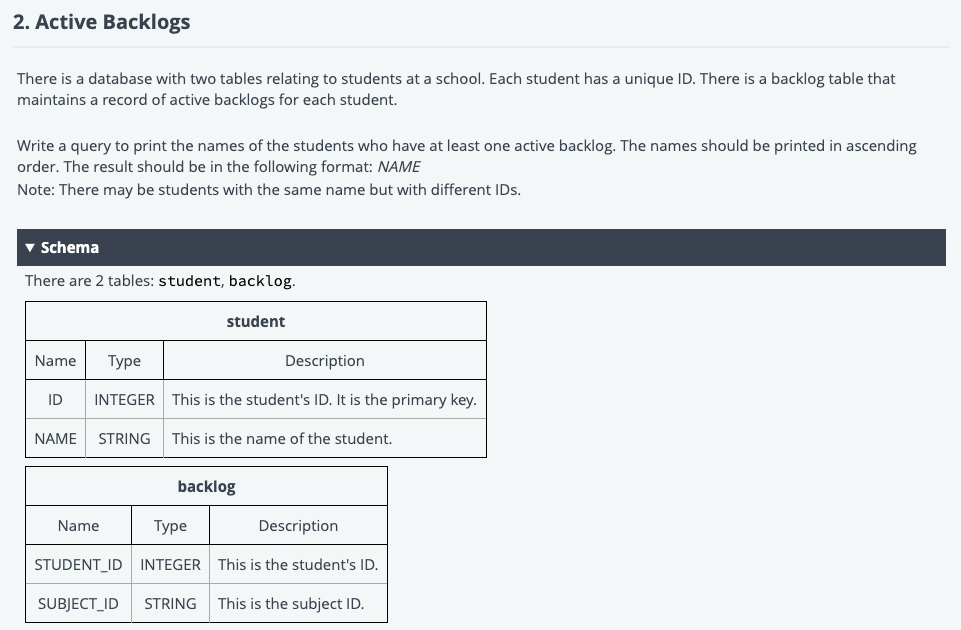 2. Active Backlogs
There is a database with two tables relating to students at a school. Each student has a unique ID. There is a backlog table that
maintains a record of active backlogs for each student.
Write a query to print the names of the students who have at least one active backlog. The names should be printed in ascending
order. The result should be in the following format: NAME
Note: There may be students with the same name but with different IDs.
▼ Schema
There are 2 tables: student, backlog.
student
Name Type Description
ID INTEGER This is the student's ID. It is the primary key.
NAME STRING This is the name of the student.
backlog
Name Type Description
STUDENT_ID INTEGER This is the student's ID.
SUBJECT_ID STRING This is the subject ID.